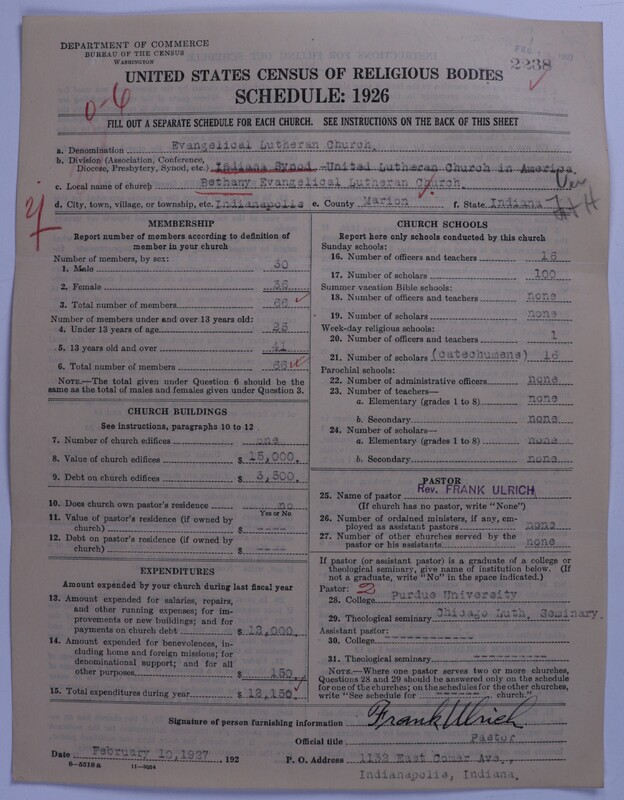 DEPARTMENT OF COMMERCE
BUREAU OF THE CENSUS
WASHINGTON
2238
UNITED STATES CENSUS OF RELIGIOUS BODIES
SCHEDULE: 1926
0-6
FILL OUT A SEPARATE SCHEDULE FOR EACH CHURCH. SEE INSTRUCTIONS ON THE BACK OF THIS SHEET
a. Denomination Evangelical Lutheran Church.
b. Division (Association, Conference, Diocese, Presbytery, Synod, etc.) Indiana Synod -United Lutheran Church in America.
c. Local name of church Bethany Evangelical Lutheran Church
d. City, town, village, or township, etc. Indianapolis e. County Marion f. State Indiana
MEMBERSHIP
Report number of members according to definition of
member in your church
Number of members, by sex:
1. Male 30
2. Female 36
3. Total number of members 66
Number of members under and over 13 years old:
4. Under 13 years of age 25
5. 13 years old and over 41
6. Total number of members 66
NOTE.—The total given under Question 6 should be
same as the total of males and females given under Question 3.
CHURCH BUILDINGS
See instructions, paragraphs 10 to 12
7. Number of church edifices one
8. Value of church edifices $ 15,000.
9. Debt on church edifices $ 3,500.
10. Does church own pastor's residence no
Yes or No
11. Value of pastor's residence (if owned by
church) $ ----
12. Debt on pastor's residence (if owned by
church) $ ----
EXPENDITURES
Amount expended by your church during last fiscal year
13. Amount expended for salaries, repairs,
and other running expenses; for im-
provements or new buildings; and for
payments on church debt $ 12,000.
14. Amount expended for benevolences, in-
cluding home and foreign missions; for
denominational support; and for all
other purposes $ 150.
15. Total expenditures during year $ 12,150.
CHURCH SCHOOLS
Report here only schools conducted by this church
Sunday schools:
16. Number of officers and teachers 16
17. Number of scholars 100
Summer vacation Bible schools:
18. Number of officers and teachers none
19. Number of scholars none
Week-day religious schools:
20. Number of officers and teachers 1
21. Number of scholars (catechumens) 16
Parochial schools:
22. Number of administrative officers none
23. Number of teachers—
a. Elementary (grades 1 to 8) none
b. Secondary none
24. Number of scholars—
a. Elementary (grades 1 to 8) none
b. Secondary none
PASTOR
25. Name of pastor Rev. FRANK ULRICH
(If church has no pastor, write "None")
26. Number of ordained ministers, if any, em-
ployed as assistant pastors none
27. Number of other churches served by the
pastor or his assistants none
If pastor (or assistant pastor) is a graduate of a college or
theological seminary, give name of institution below. (If
not a graduate, write "No" in the space indicated.)
Pastor: 2
28. College Purdue University
29. Theological seminary Chicago Luth. Seminary.
Assistant pastor:
30. College ---------------
31. Theological seminary ----------
NOTE.—Where one pastor serves two or more churches,
Questions 28 and 29 should be answered only on the schedule
for one of the churches; on the schedules for the other churches,
write "See schedule for ------- church."
Signature of person furnishing information Frank Ulrich
Official title Pastor
Date February 10, 1927 192
P. O. Address 1132 East Comer Ave.,
Indianapolis, Indiana.
8—5518a 11—9264